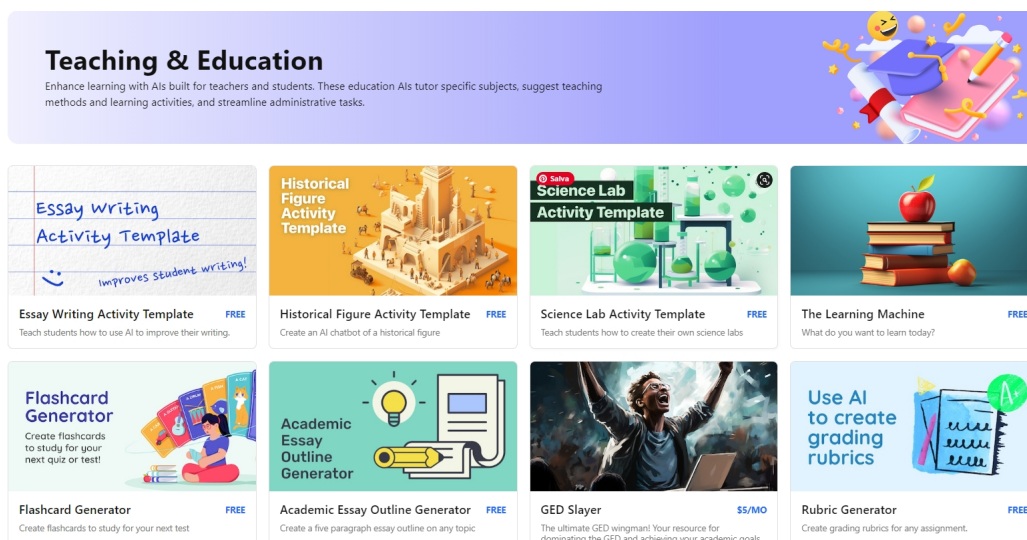 Teaching & Education
Enhance learning with AIs built for teachers and students. These education AIs tutor specific subjects, suggest teaching
methods and learning activities, and streamline administrative tasks.
Essay Writing
Activity Template
Improves student writing!
Essay Writing Activity Template FREE
Teach students how to use AI to improve their writing.
Historical
Figure
Activity
Template
Historical Figure Activity Template FREE
Create an AI chatbot of a historical figure
Salva
Science Lab
Activity Template
Science Lab Activity Template FREE
Teach students how to create their own science labs
The Learning Machine FREE
What do you want to learn today?
Flashcard
Generator
Create flashcards
to study for your
next quiz or test!
Flashcard Generator FREE
Create flashcards to study for your next test
Academic
Essay
Outline
Generator
Academic Essay Outline Generator FREE
Create a five paragraph essay outline on any topic
GED Slayer $5/MO
The ultimate GED wingman! Your resource for
dominating the GED and achieving your academic goals
Use AI
to create
grading
rubrics
A+
Rubric Generator FREE
Create grading rubrics for any assignment.